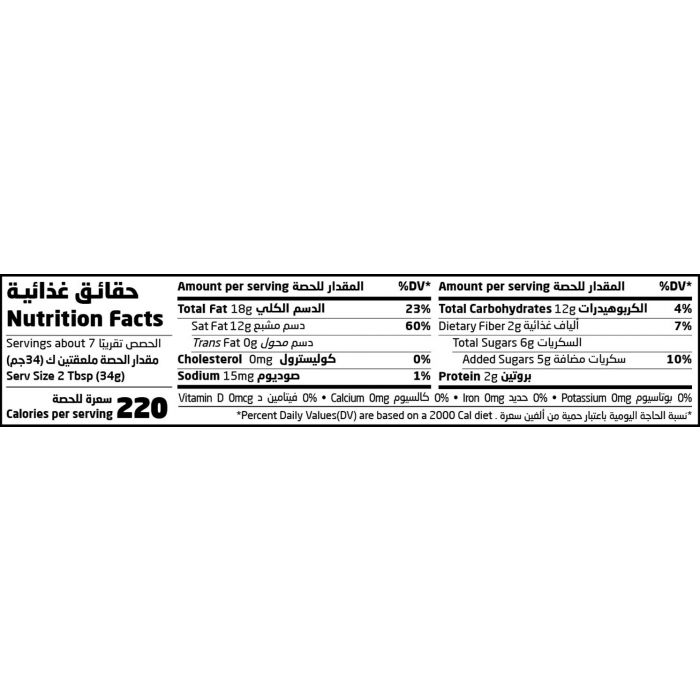 حقائق غذائية
Nutrition Facts
Servings about 7 الحصص تقريبًا
مقدار الحصة ملعقتين ك (34جم)
Serv Size 2 Tbsp (34g)
سعرة للحصة
Calories per serving 220
Amount per serving المقدار للحصة %DV*
Total Fat 18g الدسم الكلي 23%
Sat Fat 12g دسم مشبع 60%
Trans Fat 0g دسم محول
Cholesterol 0mg كوليسترول 0%
Sodium 15mg صوديوم 1%
Amount per serving المقدار للحصة %DV*
Total Carbohydrates 12g الكربوهيدرات 4%
Dietary Fiber 2g ألياف غذائية 7%
Total Sugars 6g السكريات
Added Sugars 5g سكريات مضافة 10%
Protein 2g بروتين
Vitamin D 0mcg فيتامين د 0% • Calcium 0mg كالسيوم 0% • Iron 0mg حديد 0% • Potassium 0mg بوتاسيوم 0%
*Percent Daily Values(DV) are based on a 2000 Cal diet . نسبة الحاجة اليومية باعتبار حمية من ألفين سعرة*